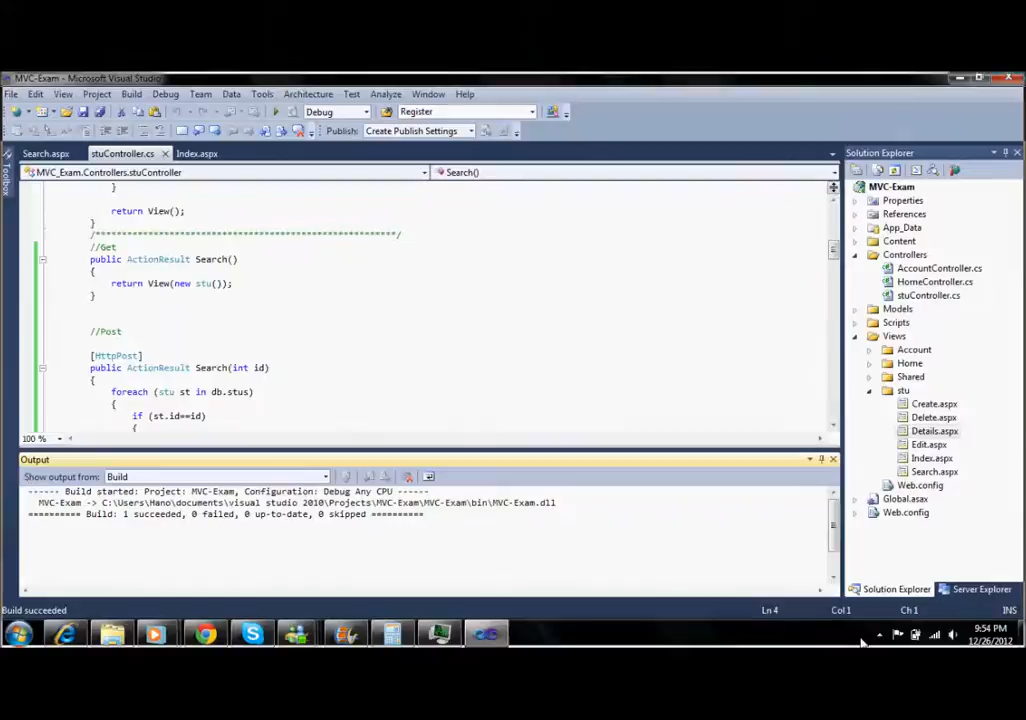 MVC-Exam - Microsoft Visual Studio
File Edit View Project Build Debug Team Data Tools Architecture Test Analyze Window Help
Debug Register
Publish: Create Publish Settings
Search.aspx stuController.cs Index.aspx
MVC_Exam.Controllers.stuController Search()
}
return View();
}
/*********************************************************/
//Get
public ActionResult Search()
{
return View(new stu());
}
//Post
[HttpPost]
public ActionResult Search(int id)
{
foreach (stu st in db.stus)
{
if (st.id==id)
{
100 %
Output
Show output from: Build
------ Build started: Project: MVC-Exam, Configuration: Debug Any CPU ------
MVC-Exam -> C:\Users\Hano\documents\visual studio 2010\Projects\MVC-Exam\MVC-Exam\bin\MVC-Exam.dll
========== Build: 1 succeeded, 0 failed, 0 up-to-date, 0 skipped ==========
Toolbox
Solution Explorer
MVC-Exam
Properties
References
App_Data
Content
Controllers
AccountController.cs
HomeController.cs
stuController.cs
Models
Scripts
Views
Account
Home
Shared
stu
Create.aspx
Delete.aspx
Details.aspx
Edit.aspx
Index.aspx
Search.aspx
Web.config
Global.asax
Web.config
Solution Explorer Server Explorer
Build succeeded Ln 4 Col 1 Ch 1 INS
9:54 PM
12/26/2012